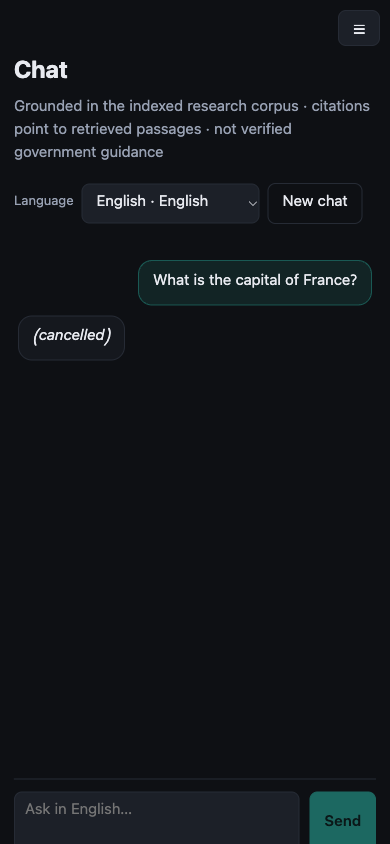 Chat
Grounded in the indexed research corpus · citations
point to retrieved passages · not verified
government guidance
Language
English · English
New chat
What is the capital of France?
(cancelled)
Ask in English...
Send